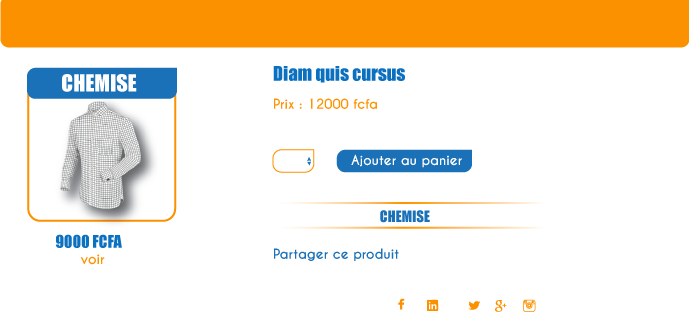 CHEMISE
9000 FCFA
voir
Diam quis cursus
Prix : 12000 fcfa
Ajouter au panier
CHEMISE
Partager ce produit